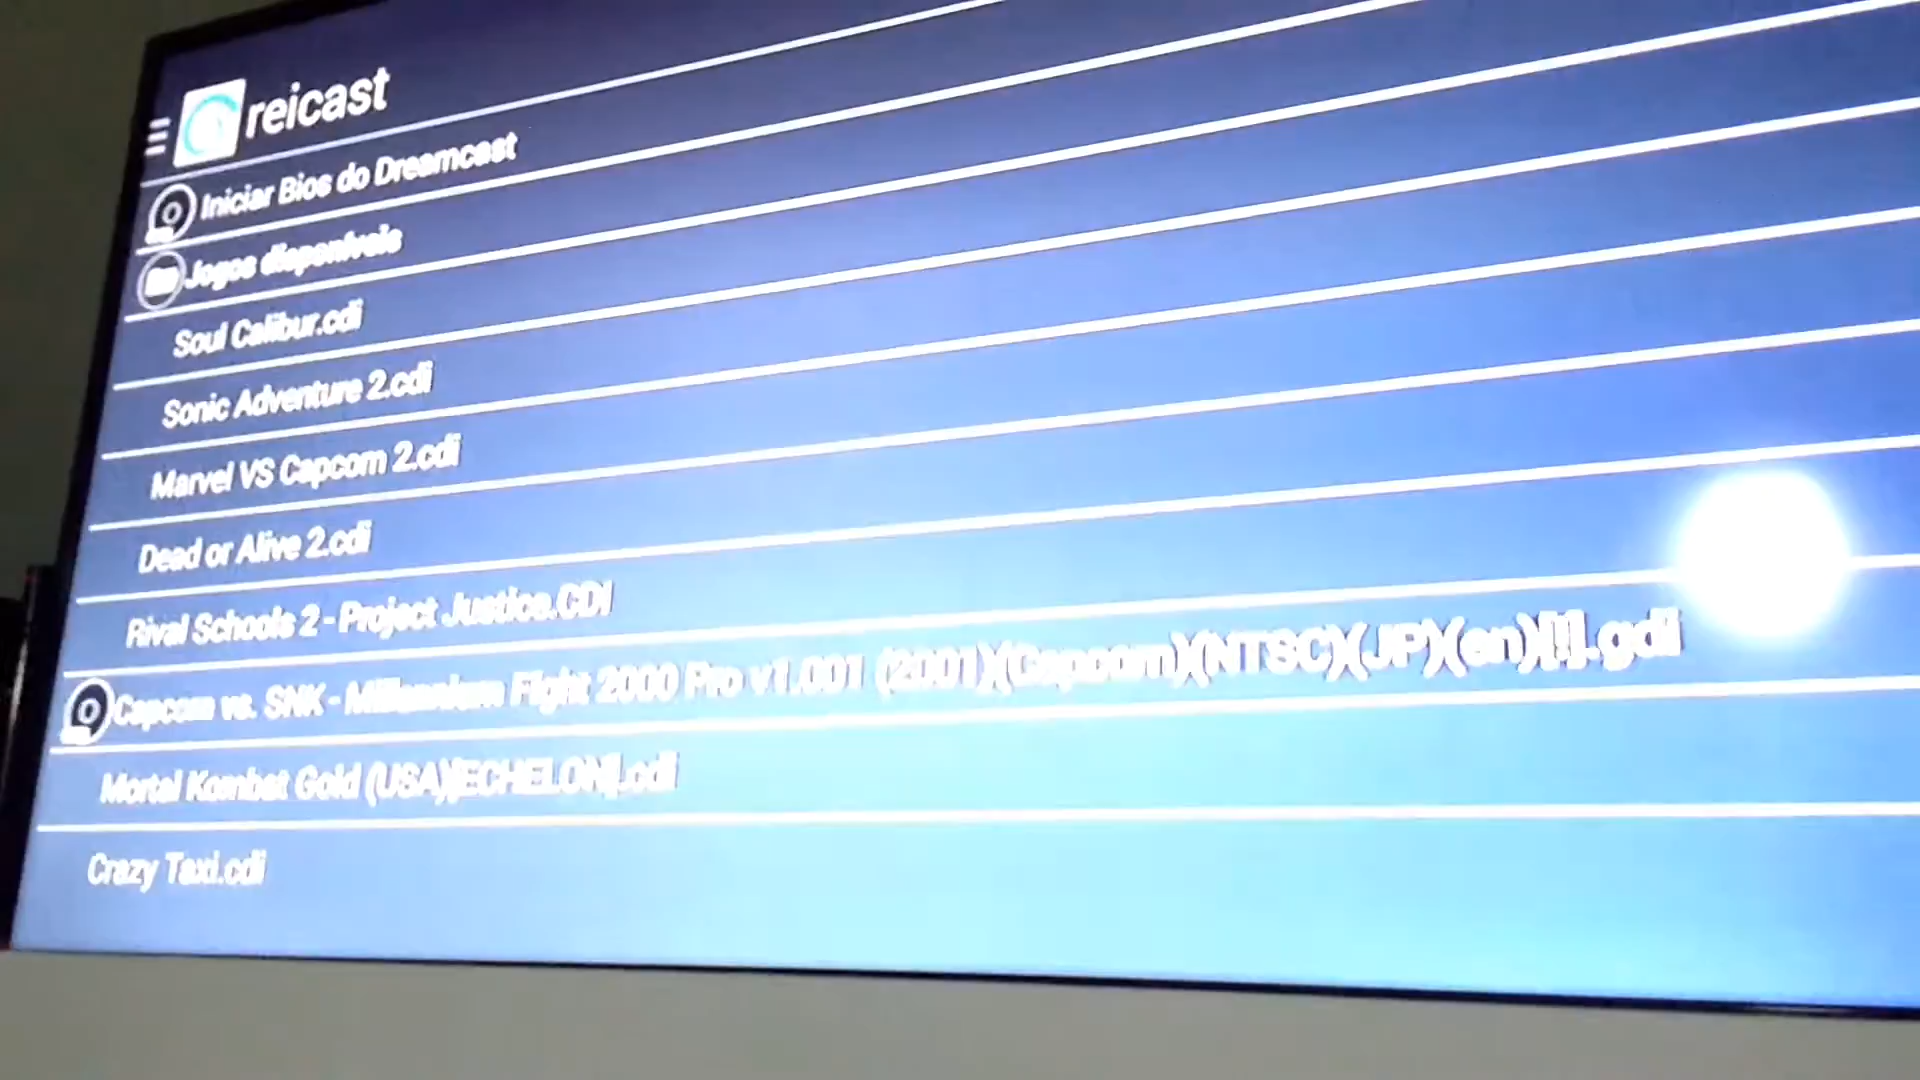 reicast
Iniciar Bios do Dreamcast
Jogos disponíveis
Soul Calibur.cdi
Sonic Adventure 2.cdi
Marvel VS Capcom 2.cdi
Dead or Alive 2.cdi
Rival Schools 2 - Project Justice.CDI
Capcom vs. SNK - Millennium Fight 2000 Pro v1.001 (2001)(Capcom)(NTSC)(JP)(en)[!].gdi
Mortal Kombat Gold (USA)[ECHELON].cdi
Crazy Taxi.cdi